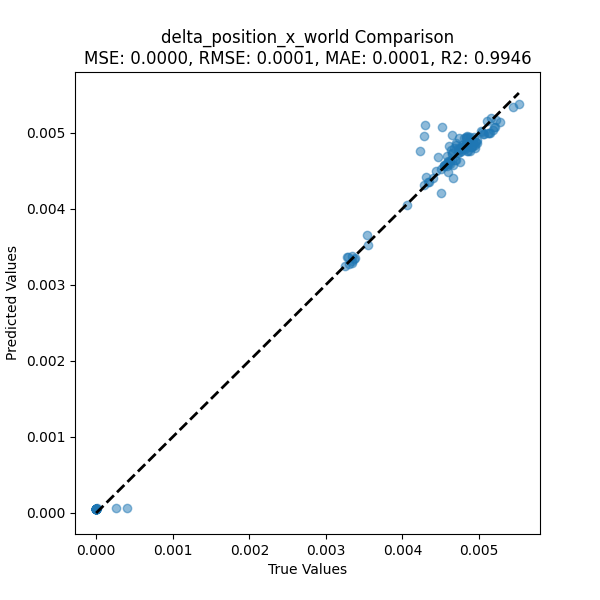 delta_position_x_world Comparison
MSE: 0.0000, RMSE: 0.0001, MAE: 0.0001, R2: 0.9946
Predicted Values
0.005
0.004
0.003
0.002
0.001
0.000
0.000 0.001 0.002 0.003 0.004 0.005
True Values